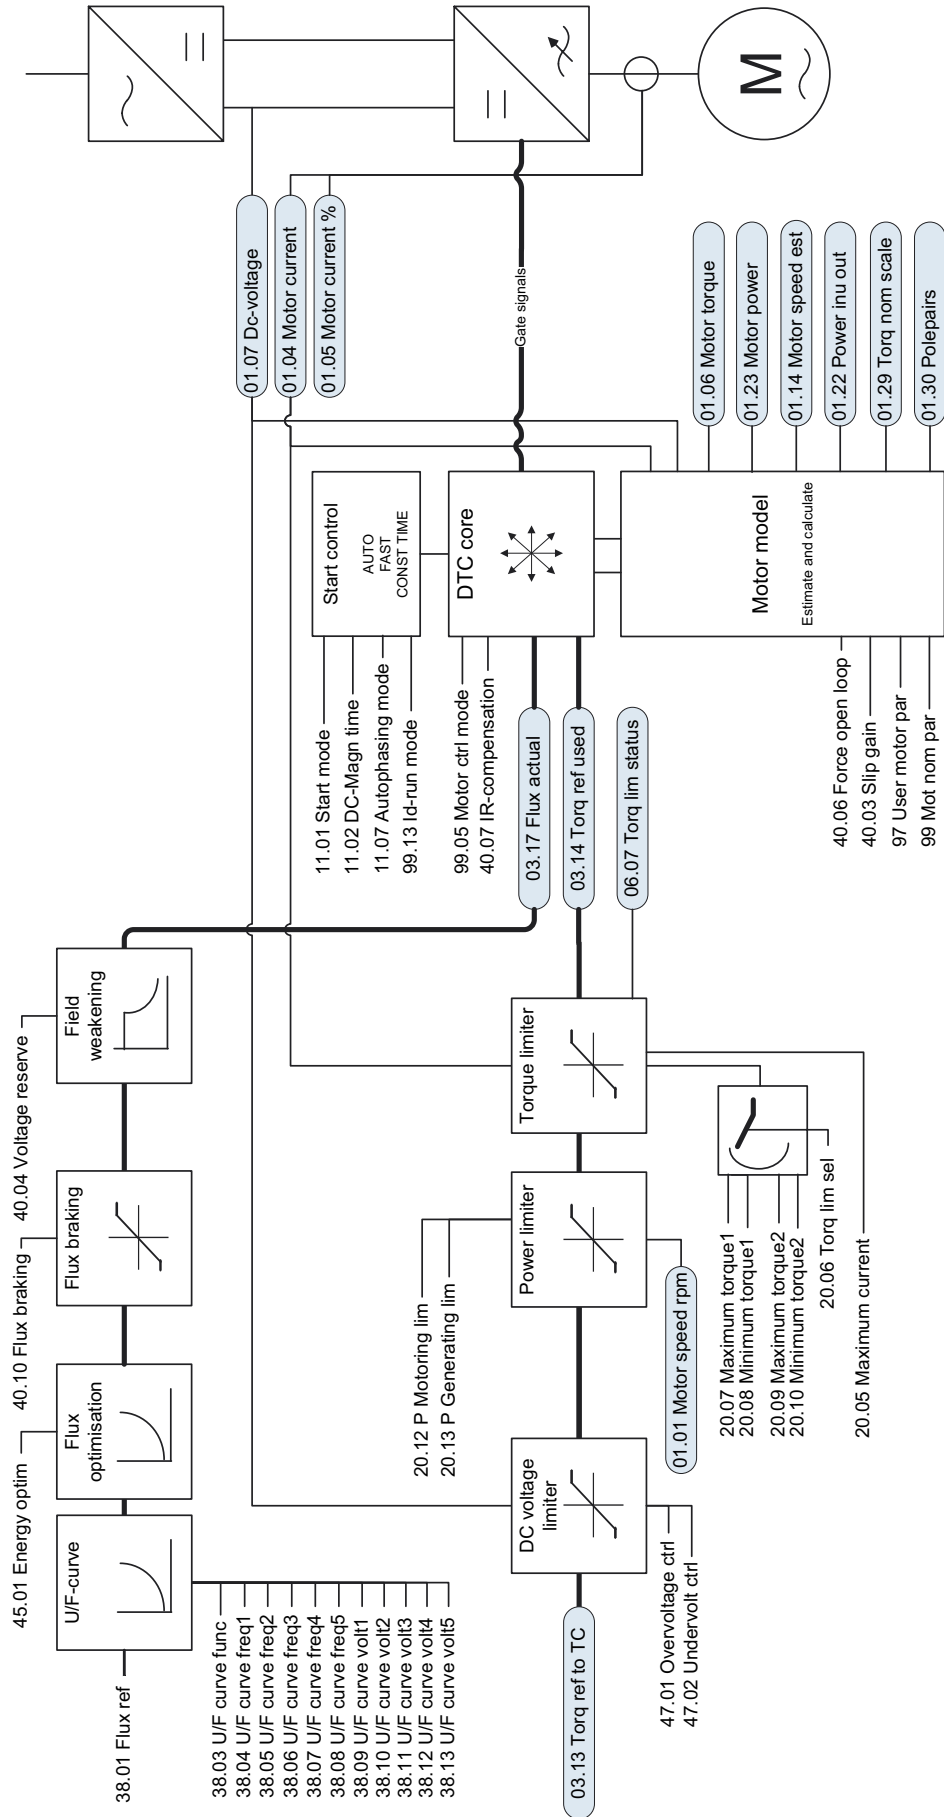 38.01 Flux ref
U/F-curve
38.03 U/F curve func
38.04 U/F curve freq1
38.05 U/F curve freq2
38.06 U/F curve freq3
38.07 U/F curve freq4
38.08 U/F curve freq5
38.09 U/F curve volt1
38.10 U/F curve volt2
38.11 U/F curve volt3
38.12 U/F curve volt4
38.13 U/F curve volt5
45.01 Energy optim
Flux
optimisation
40.10 Flux braking
Flux braking
40.04 Voltage reserve
Field
weakening
03.13 Torq ref to TC
DC voltage
limiter
47.01 Overvoltage ctrl
47.02 Undervolt ctrl
20.12 P Motoring lim
20.13 P Generating lim
Power limiter
01.01 Motor speed rpm
Torque limiter
20.07 Maximum torque1
20.08 Minimum torque1
20.09 Maximum torque2
20.10 Minimum torque2
20.06 Torq lim sel
20.05 Maximum current
11.01 Start mode
11.02 DC-Magn time
11.07 Autophasing mode
99.13 Id-run mode
Start control
AUTO
FAST
CONST TIME
99.05 Motor ctrl mode
40.07 IR-compensation
DTC core
03.17 Flux actual
03.14 Torq ref used
06.07 Torq lim status
40.06 Force open loop
40.03 Slip gain
97 User motor par
99 Mot nom par
Motor model
Estimate and calculate
01.07 Dc-voltage
01.04 Motor current
01.05 Motor current %
Gate signals
01.06 Motor torque
01.23 Motor power
01.14 Motor speed est
01.22 Power inu out
01.29 Torq nom scale
01.30 Polepairs
M